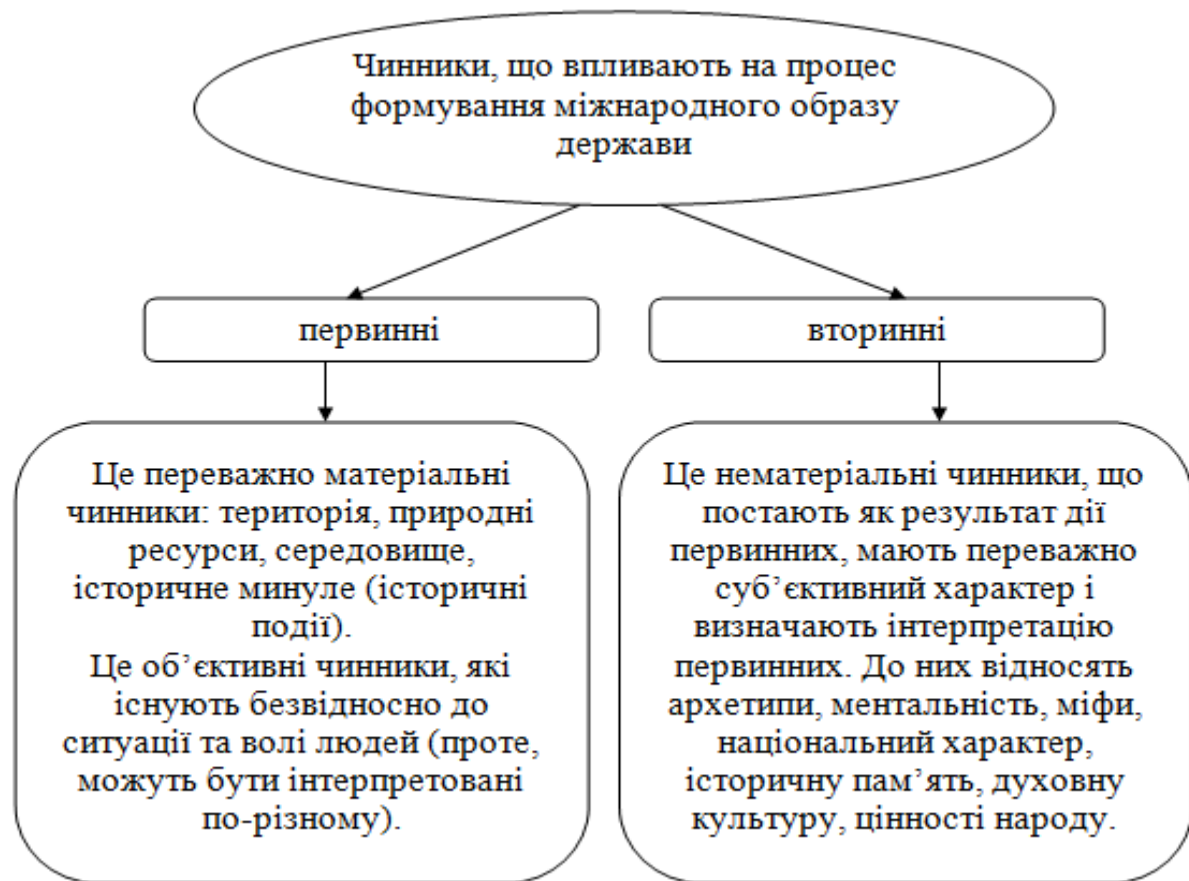 Чинники, що впливають на процес
формування міжнародного образу
держави
первинні
вторинні
Це переважно матеріальні
чинники: територія, природні
ресурси, середовище,
історичне минуле (історичні
події).
Це об’єктивні чинники, які
існують безвідносно до
ситуації та волі людей (проте,
можуть бути інтерпретовані
по-різному).
Це нематеріальні чинники, що
постають як результат дії
первинних, мають переважно
суб’єктивний характер і
визначають інтерпретацію
первинних. До них відносять
архетипи, ментальність, міфи,
національний характер,
історичну пам’ять, духовну
культуру, цінності народу.